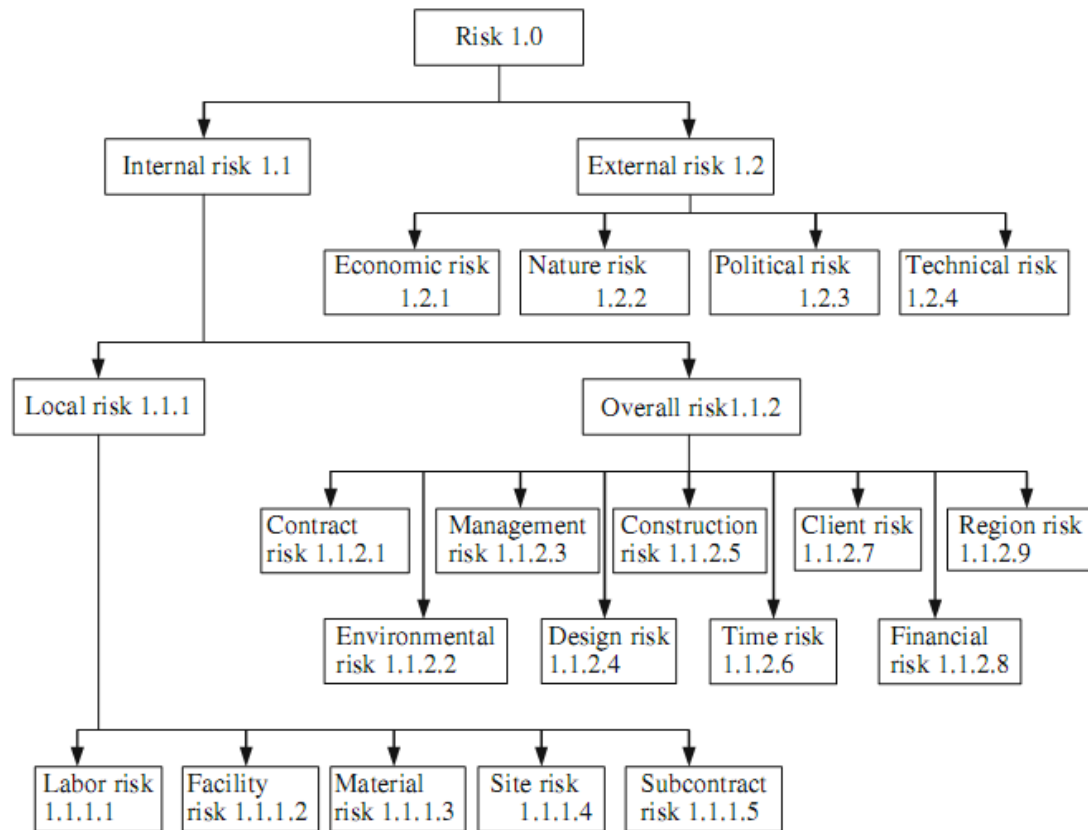 Risk 1.0
Internal risk 1.1
External risk 1.2
Economic risk
1.2.1
Nature risk
1.2.2
Political risk
1.2.3
Technical risk
1.2.4
Local risk 1.1.1
Overall risk1.1.2
Contract
risk 1.1.2.1
Management
risk 1.1.2.3
Construction
risk 1.1.2.5
Client risk
1.1.2.7
Region risk
1.1.2.9
Environmental
risk 1.1.2.2
Design risk
1.1.2.4
Time risk
1.1.2.6
Financial
risk 1.1.2.8
Labor risk
1.1.1.1
Facility
risk 1.1.1.2
Material
risk 1.1.1.3
Site risk
1.1.1.4
Subcontract
risk 1.1.1.5